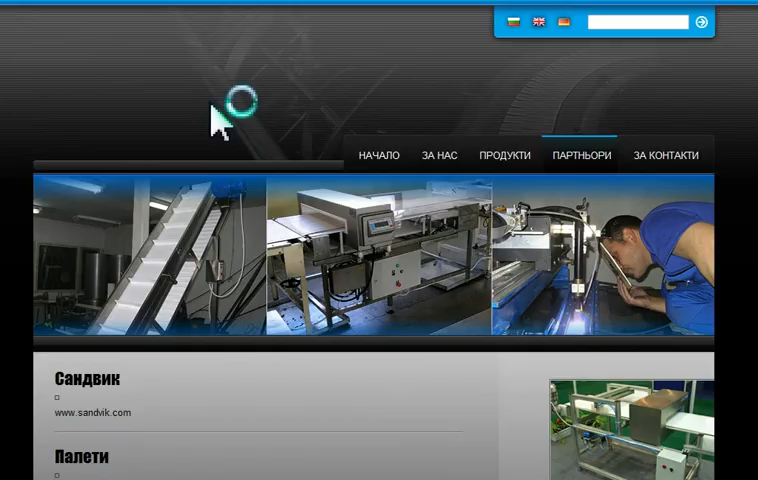 НАЧАЛО ЗА НАС ПРОДУКТИ ПАРТНЬОРИ ЗА КОНТАКТИ
Сандвик
www.sandvik.com
Палети